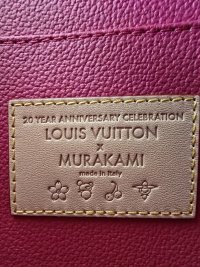 20 YEAR ANNIVERSARY CELEBRATION
LOUIS VUITTON
x
MURAKAMI
made in Italy